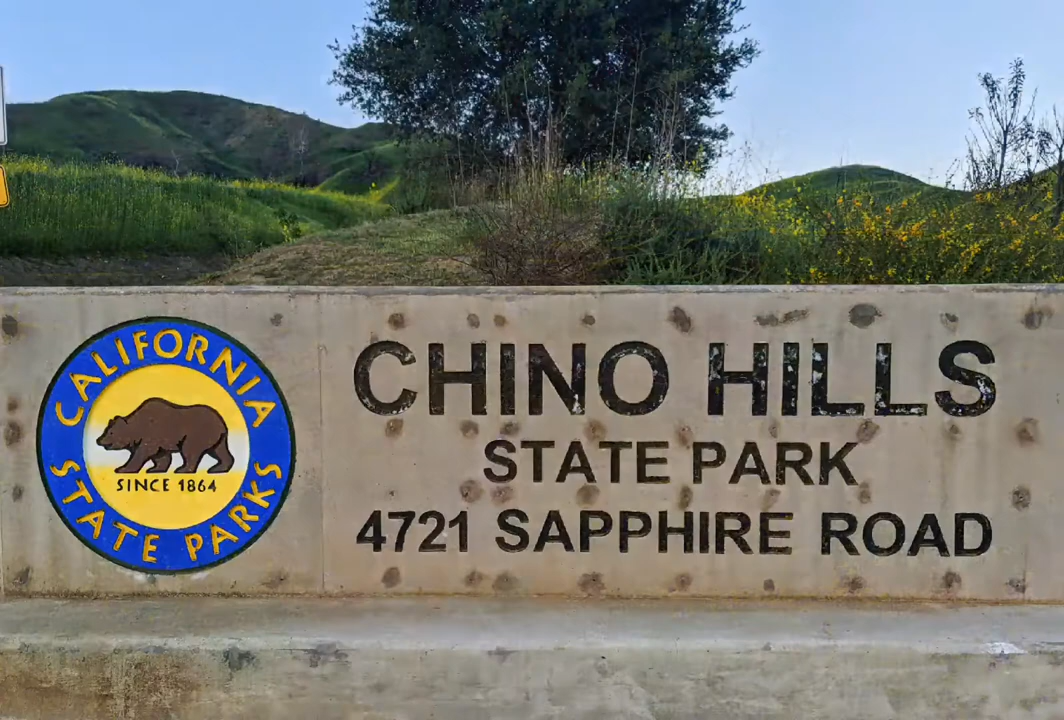 CALIFORNIA
STATE PARKS
SINCE 1864
CHINO HILLS
STATE PARK
4721 SAPPHIRE ROAD